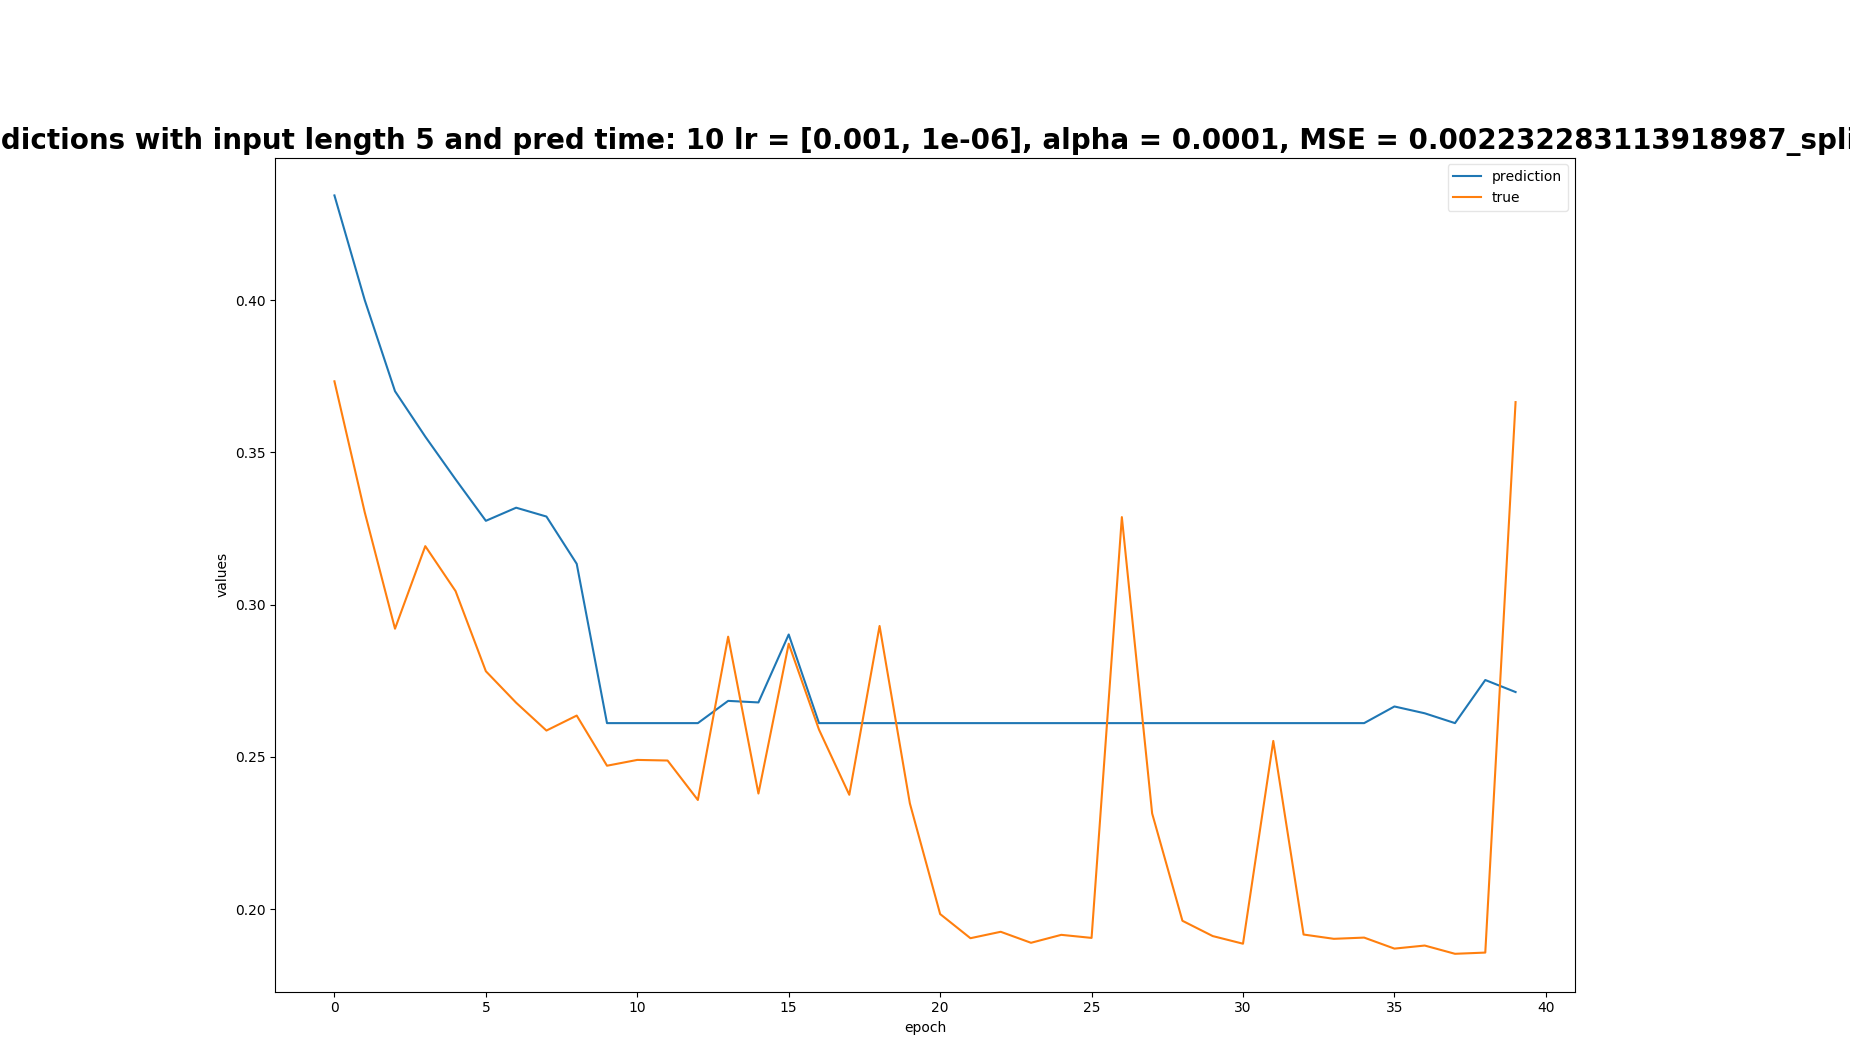 dictions with input length 5 and pred time: 10 lr = [0.001, 1e-06], alpha = 0.0001, MSE = 0.002232283113918987_spli
prediction
true
0.40
0.35
0.30
0.25
0.20
values
0 5 10 15 20 25 30 35 40
epoch